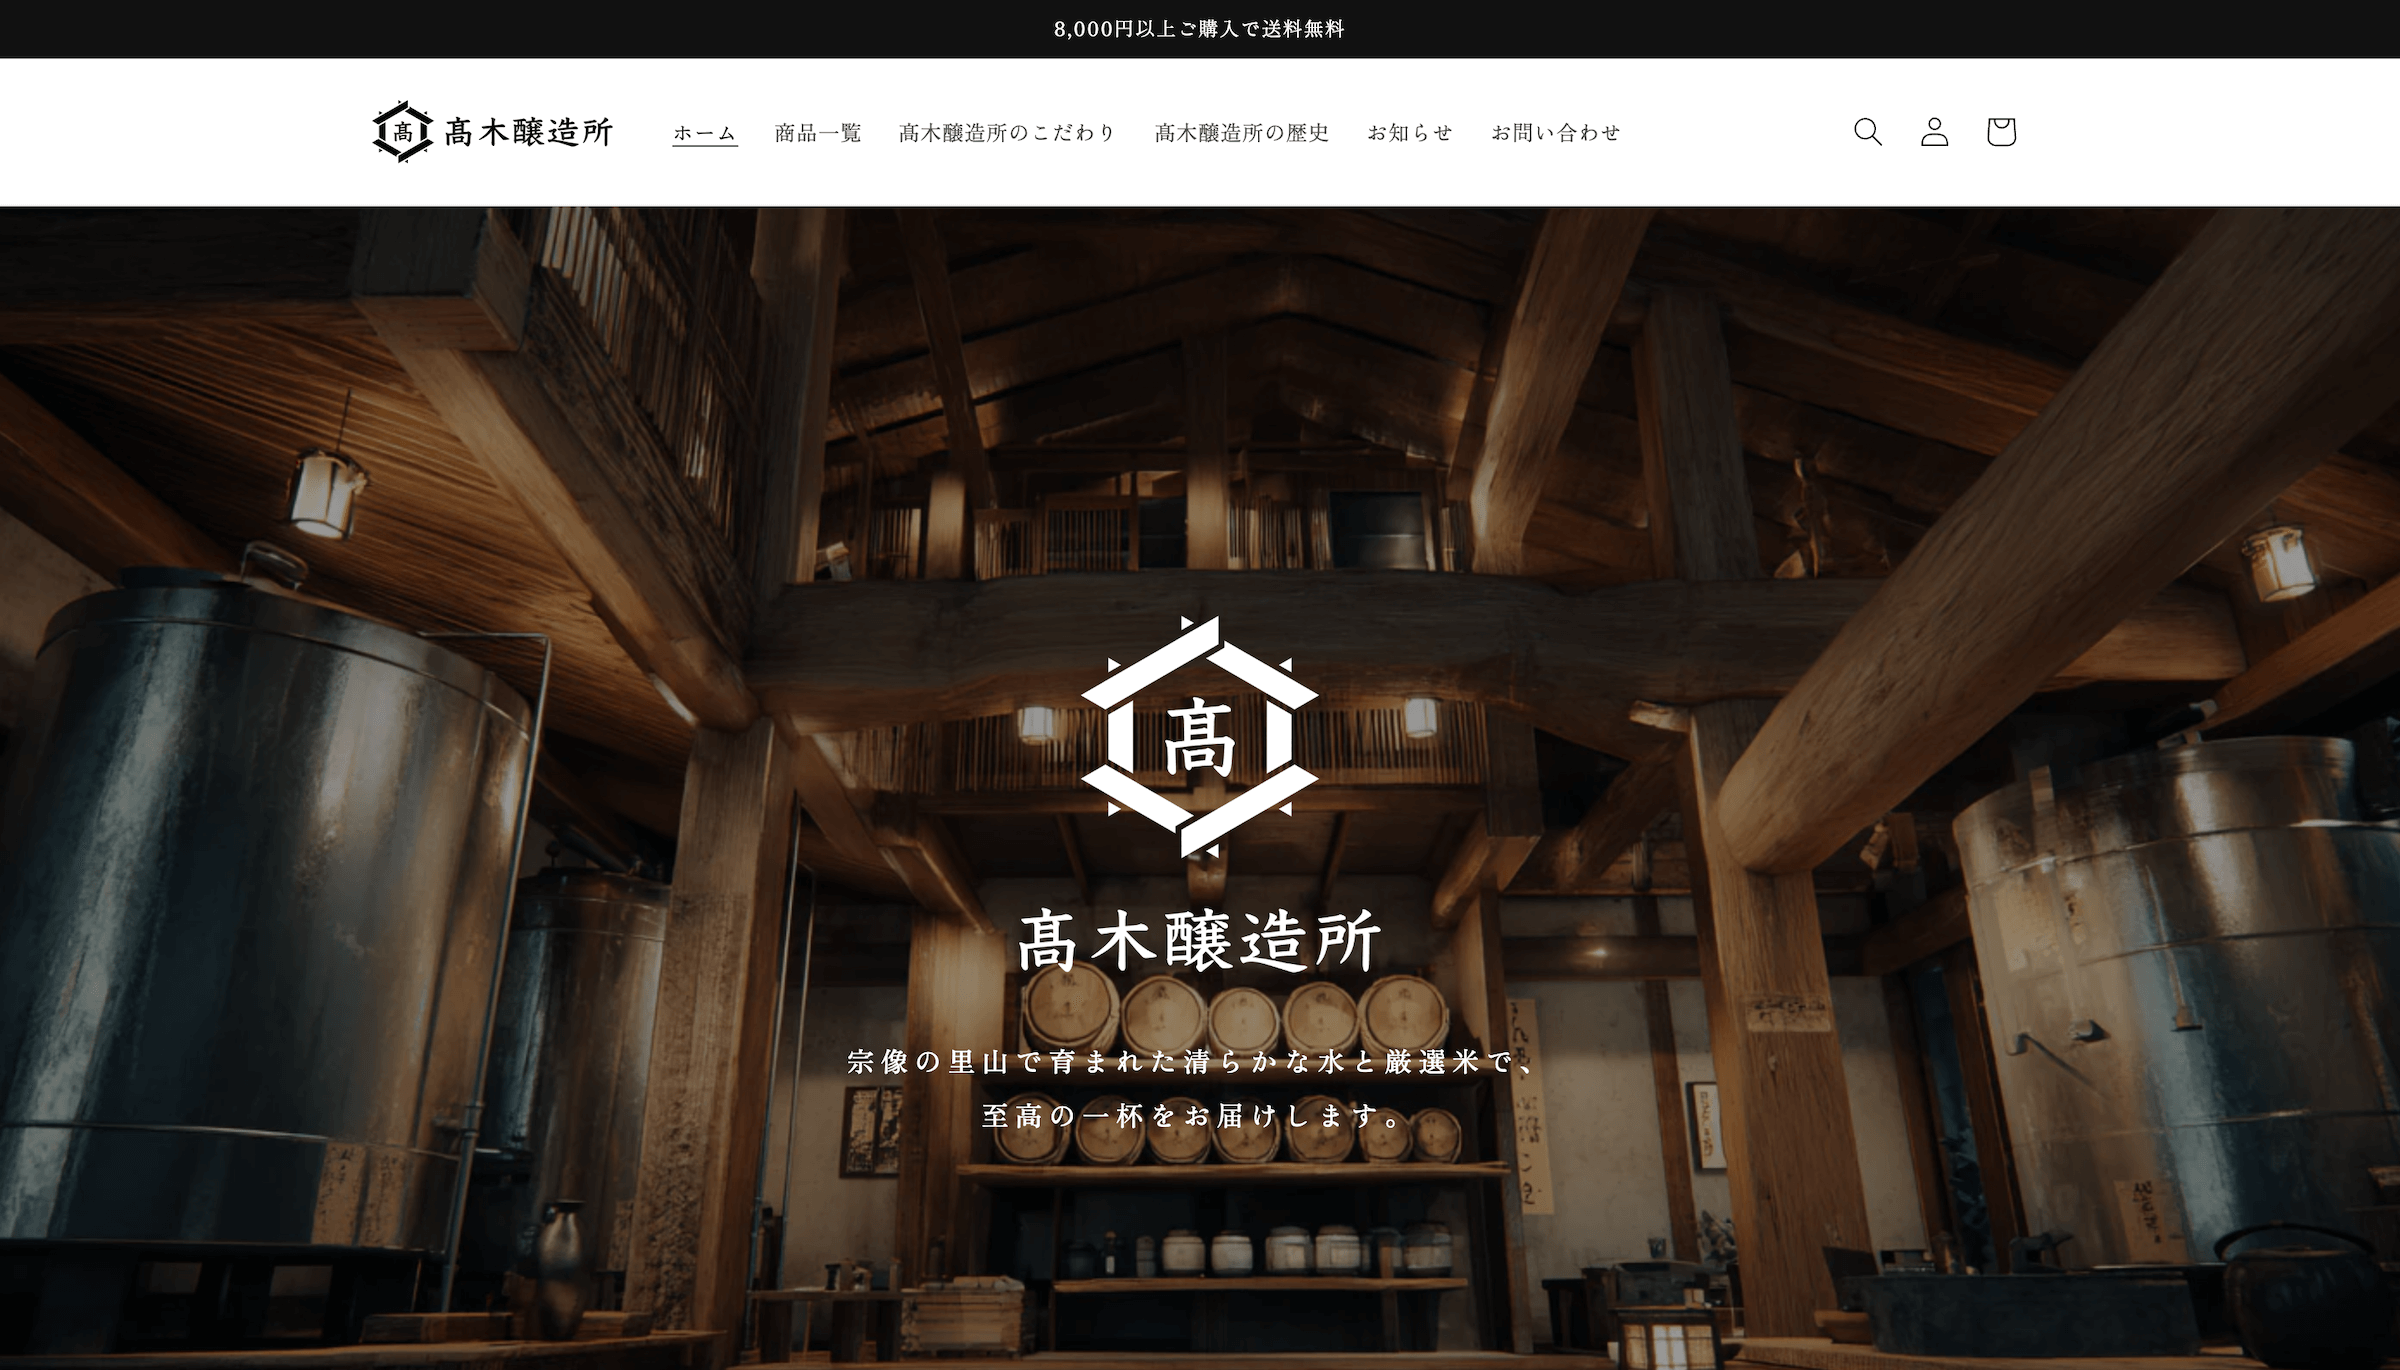 8,000円以上ご購入で送料無料
髙
髙木醸造所
ホーム
商品一覧
髙木醸造所のこだわり
髙木醸造所の歴史
お知らせ
お問い合わせ
髙
髙木醸造所
宗像の里山で育まれた清らかな水と厳選米で、
至高の一杯をお届けします。